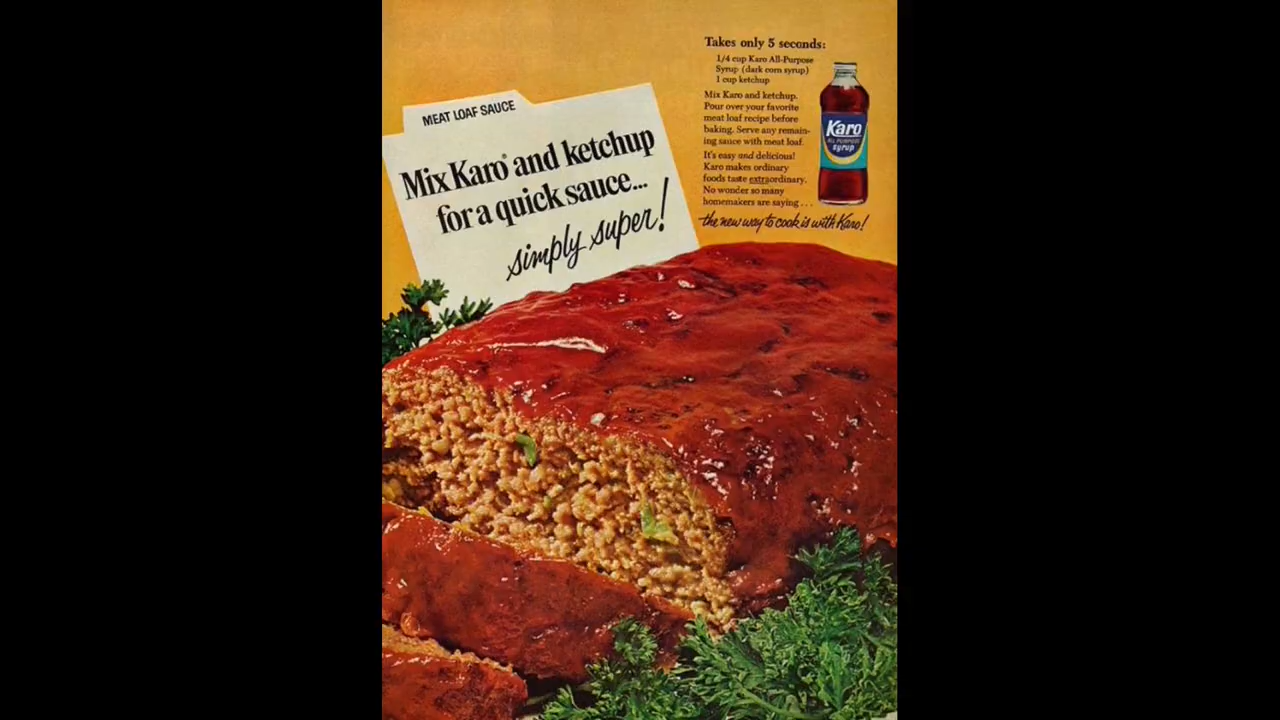 MEAT LOAF SAUCE
Mix Karo® and ketchup
for a quick sauce...
simply super!
Takes only 5 seconds:
1/4 cup Karo All-Purpose
Syrup (dark corn syrup)
1 cup ketchup
Mix Karo and ketchup.
Pour over your favorite
meat loaf recipe before
baking. Serve any remain-
ing sauce with meat loaf.
It's easy and delicious!
Karo makes ordinary
foods taste extraordinary.
No wonder so many
homemakers are saying . . .
the new way to cook is with Karo!
Karo
ALL PURPOSE
syrup